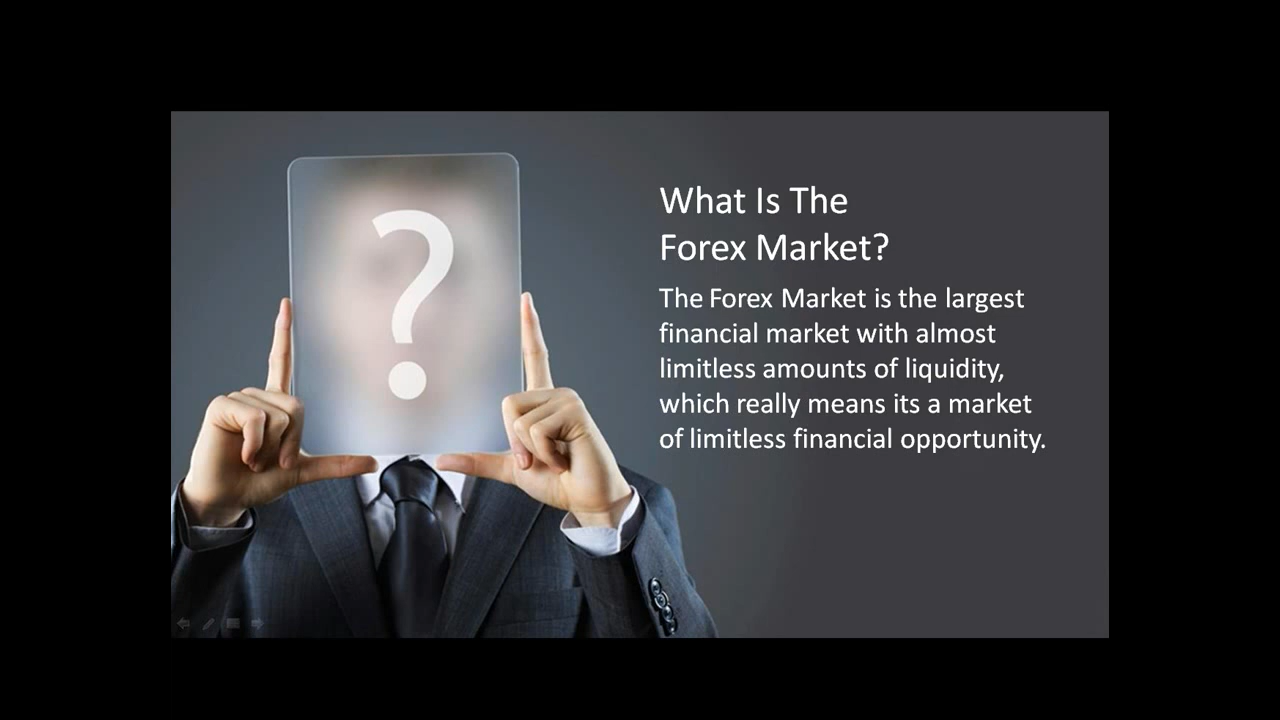 ?
What Is The
Forex Market?
The Forex Market is the largest
financial market with almost
limitless amounts of liquidity,
which really means its a market
of limitless financial opportunity.